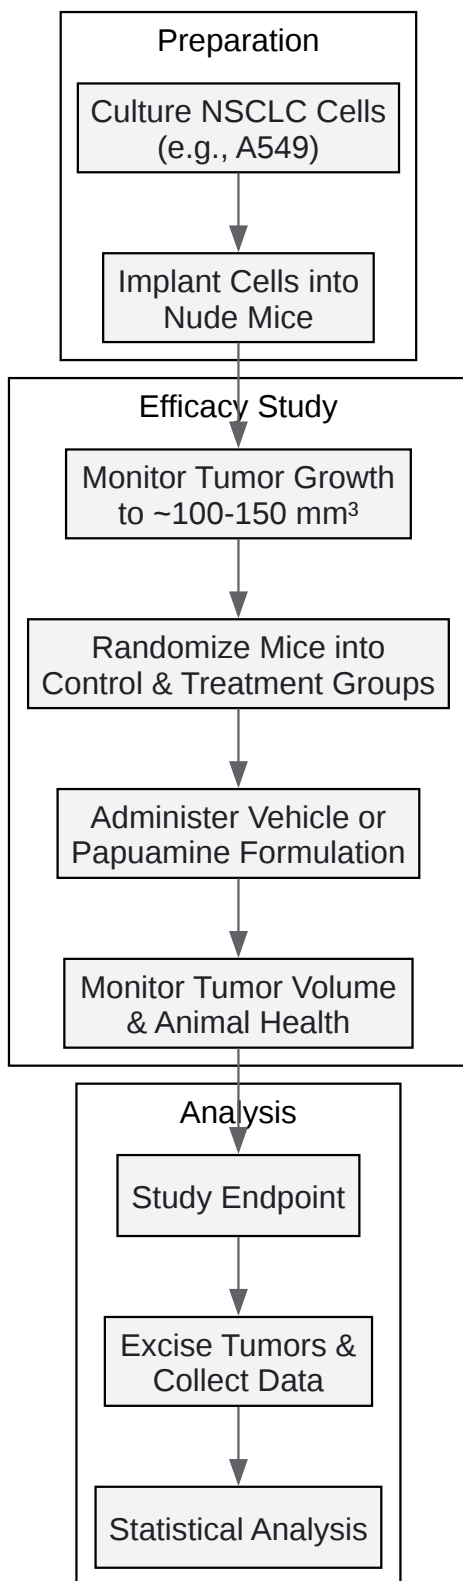 Preparation
Culture NSCLC Cells
(e.g., A549)
Implant Cells into
Nude Mice
Efficacy Study
Monitor Tumor Growth
to ~100-150 mm³
Randomize Mice into
Control & Treatment Groups
Administer Vehicle or
Papuamine Formulation
Monitor Tumor Volume
& Animal Health
Analysis
Study Endpoint
Excise Tumors &
Collect Data
Statistical Analysis